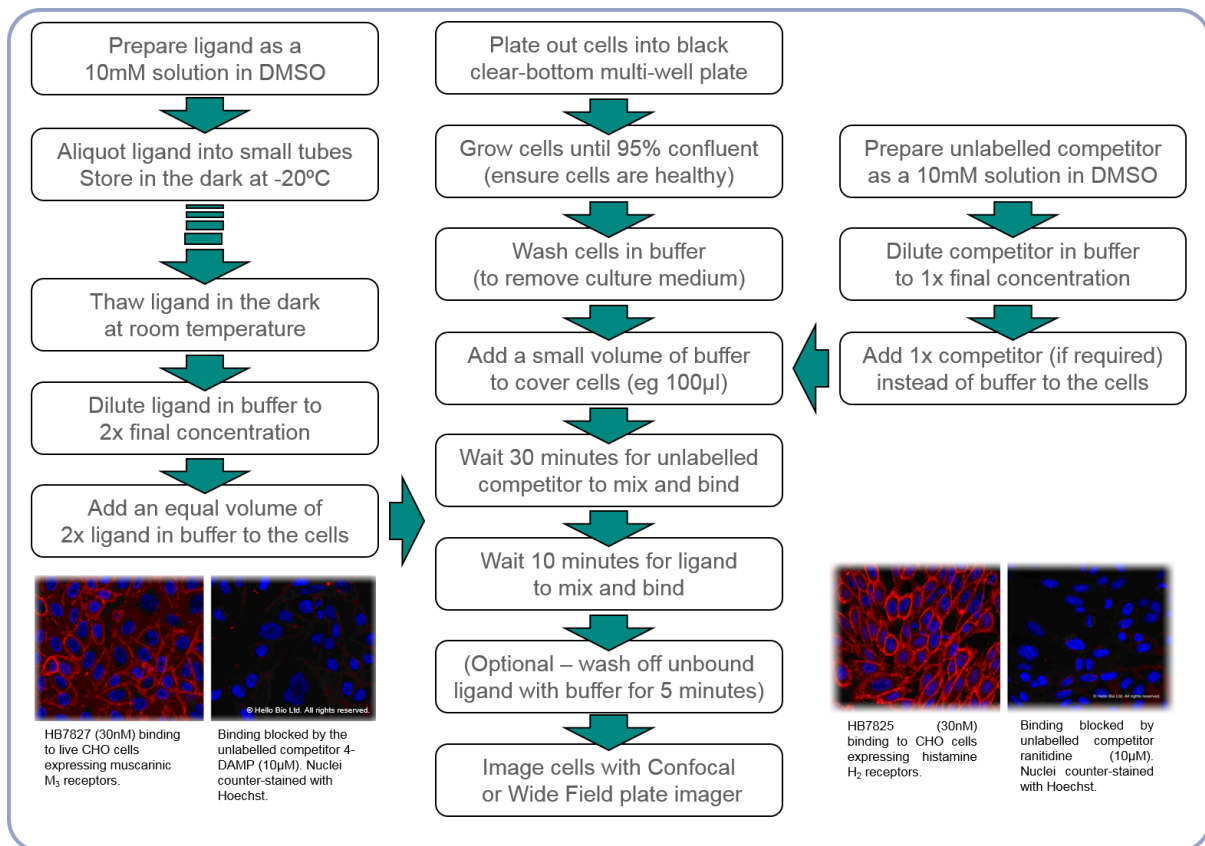 Prepare ligand as a
10mM solution in DMSO
Aliquot ligand into small tubes
Store in the dark at -20ºC
Thaw ligand in the dark
at room temperature
Dilute ligand in buffer to
2x final concentration
Add an equal volume of
2x ligand in buffer to the cells
Plate out cells into black
clear-bottom multi-well plate
Grow cells until 95% confluent
(ensure cells are healthy)
Wash cells in buffer
(to remove culture medium)
Add a small volume of buffer
to cover cells (eg 100µl)
Wait 30 minutes for unlabelled
competitor to mix and bind
Wait 10 minutes for ligand
to mix and bind
(Optional – wash off unbound
ligand with buffer for 5 minutes)
Image cells with Confocal
or Wide Field plate imager
Prepare unlabelled competitor
as a 10mM solution in DMSO
Dilute competitor in buffer
to 1x final concentration
Add 1x competitor (if required)
instead of buffer to the cells
© Hello Bio Ltd. All rights reserved.
HB7827 (30nM) binding
to live CHO cells
expressing muscarinic
M₃ receptors.
Binding blocked by the
unlabelled competitor 4-
DAMP (10µM). Nuclei
counter-stained with
Hoechst.
© Hello Bio Ltd. All rights reserved.
HB7825 (30nM)
binding to CHO cells
expressing histamine
H₂ receptors.
Binding blocked by
unlabelled competitor
ranitidine (10µM).
Nuclei counter-stained
with Hoechst.